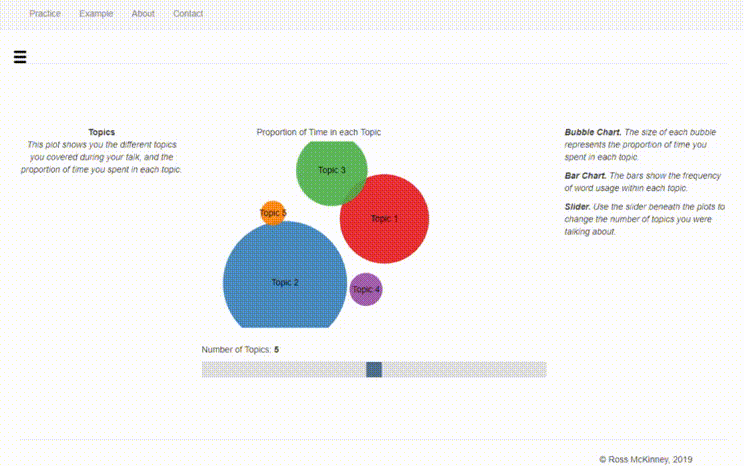 Practice Example About Contact
Topics
This plot shows you the different topics
you covered during your talk, and the
proportion of time you spent in each topic.
Proportion of Time in each Topic
Topic 3
Topic 5
Topic 1
Topic 2
Topic 4
Number of Topics: 5
Bubble Chart. The size of each bubble
represents the proportion of time you
spent in each topic.
Bar Chart. The bars show the frequency
of word usage within each topic.
Slider. Use the slider beneath the plots to
change the number of topics you were
talking about.
© Ross McKinney, 2019